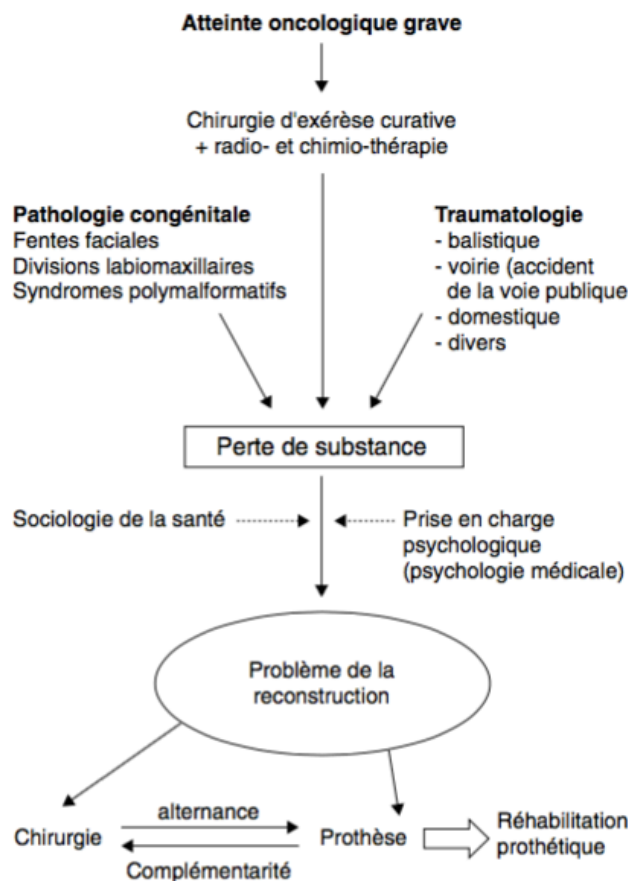 Atteinte oncologique grave
Chirurgie d'exérèse curative
+ radio- et chimio-thérapie
Pathologie congénitale
Fentes faciales
Divisions labiomaxillaires
Syndromes polymalformatifs
Traumatologie
- balistique
- voirie (accident
de la voie publique
- domestique
- divers
Perte de substance
Sociologie de la santé
Prise en charge
psychologique
(psychologie médicale)
Problème de la
reconstruction
Chirurgie
alternance
Complémentarité
Prothèse
Réhabilitation
prothétique